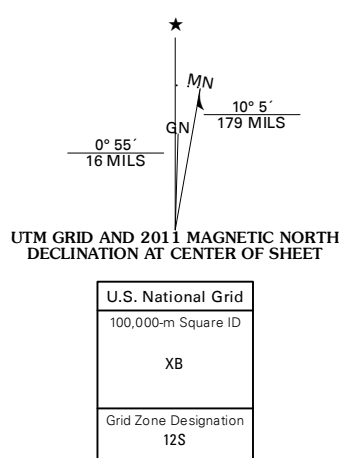 ★
MN
GN
10° 5´
179 MILS
0° 55´
16 MILS
UTM GRID AND 2011 MAGNETIC NORTH
DECLINATION AT CENTER OF SHEET
U.S. National Grid
100,000-m Square ID
XB
Grid Zone Designation
12S